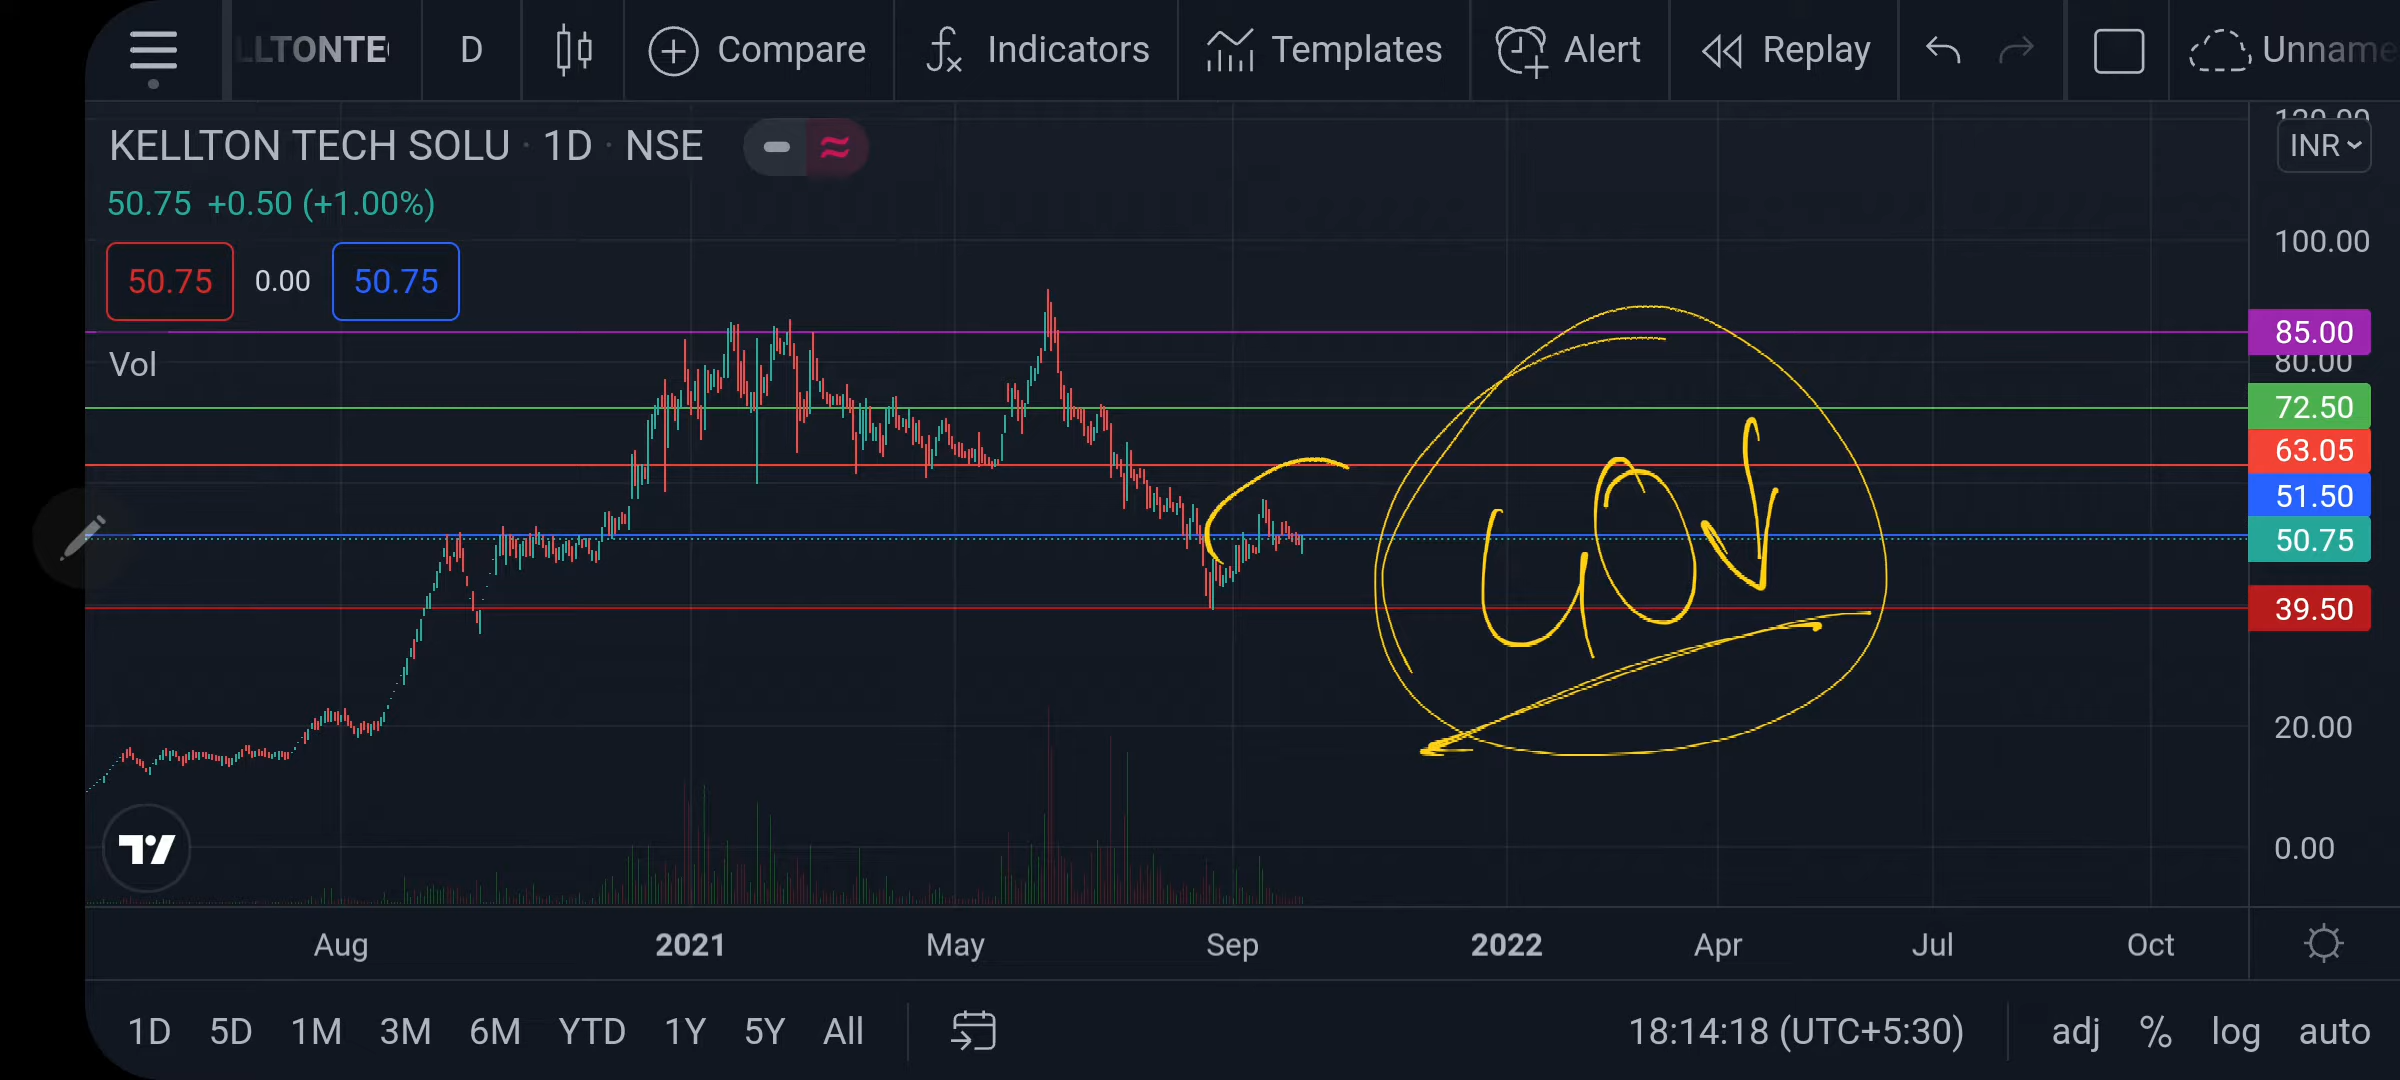 LLTONTE
D
Compare
Indicators
Templates
Alert
Replay
Unname
KELLTON TECH SOLU · 1D · NSE
50.75 +0.50 (+1.00%)
50.75 0.00 50.75
Vol
120.00
INR
100.00
85.00
80.00
72.50
63.05
51.50
50.75
39.50
20.00
0.00
Aug 2021 May Sep 2022 Apr Jul Oct
1D 5D 1M 3M 6M YTD 1Y 5Y All
18:14:18 (UTC+5:30) adj % log auto